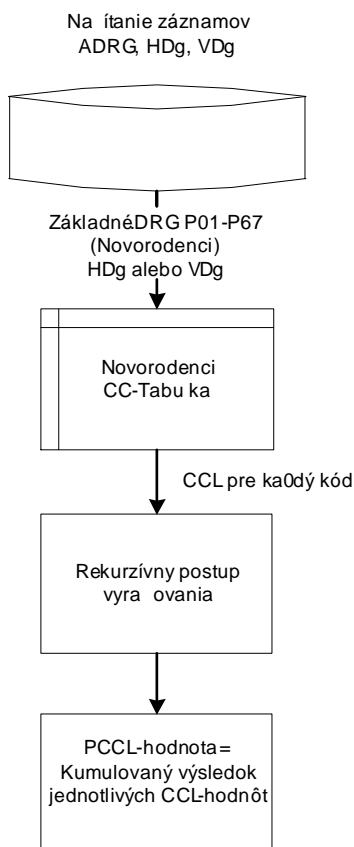 Na ítanie záznamov
ADRG, HDg, VDg
ZákladnéDRG P01-P67
(Novorodenci)
HDg alebo VDg
Novorodenci
CC-Tabu ka
CCL pre ka0dý kód
Rekurzívny postup
vyra ovania
PCCL-hodnota=
Kumulovaný výsledok
jednotlivých CCL-hodnôt